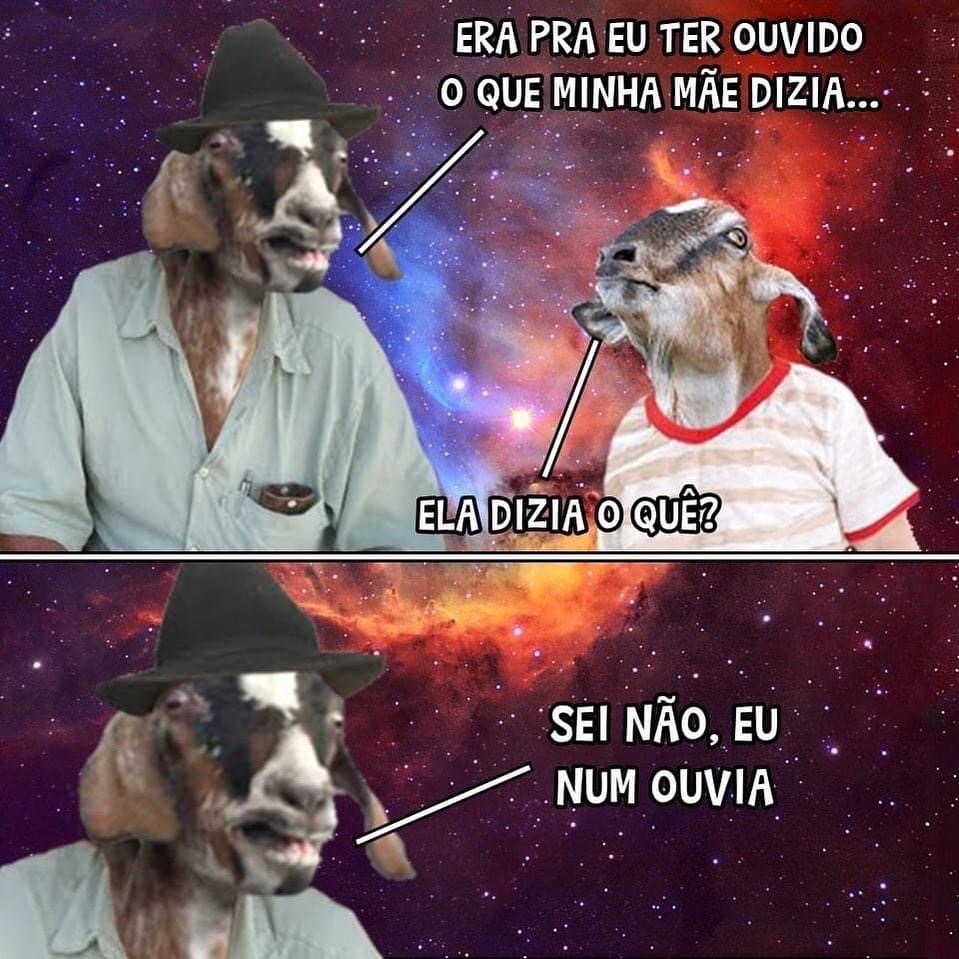 ERA PRA EU TER OUVIDO
O QUE MINHA MÃE DIZIA...
ELA DIZIA O QUÊ?
SEI NÃO, EU
NUM OUVIA